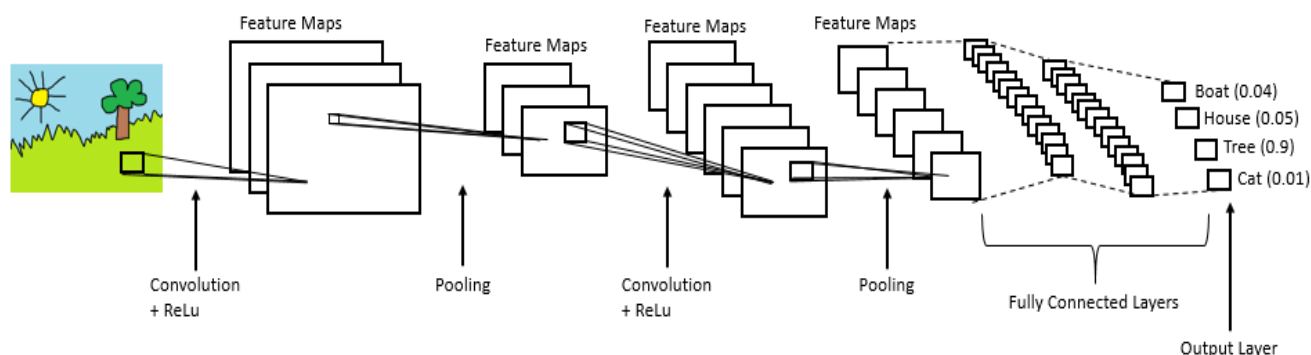 Feature Maps
Feature Maps
Feature Maps
Feature Maps
Boat (0.04)
House (0.05)
Tree (0.9)
Cat (0.01)
Convolution
+ ReLu
Pooling
Convolution
+ ReLu
Pooling
Fully Connected Layers
Output Layer